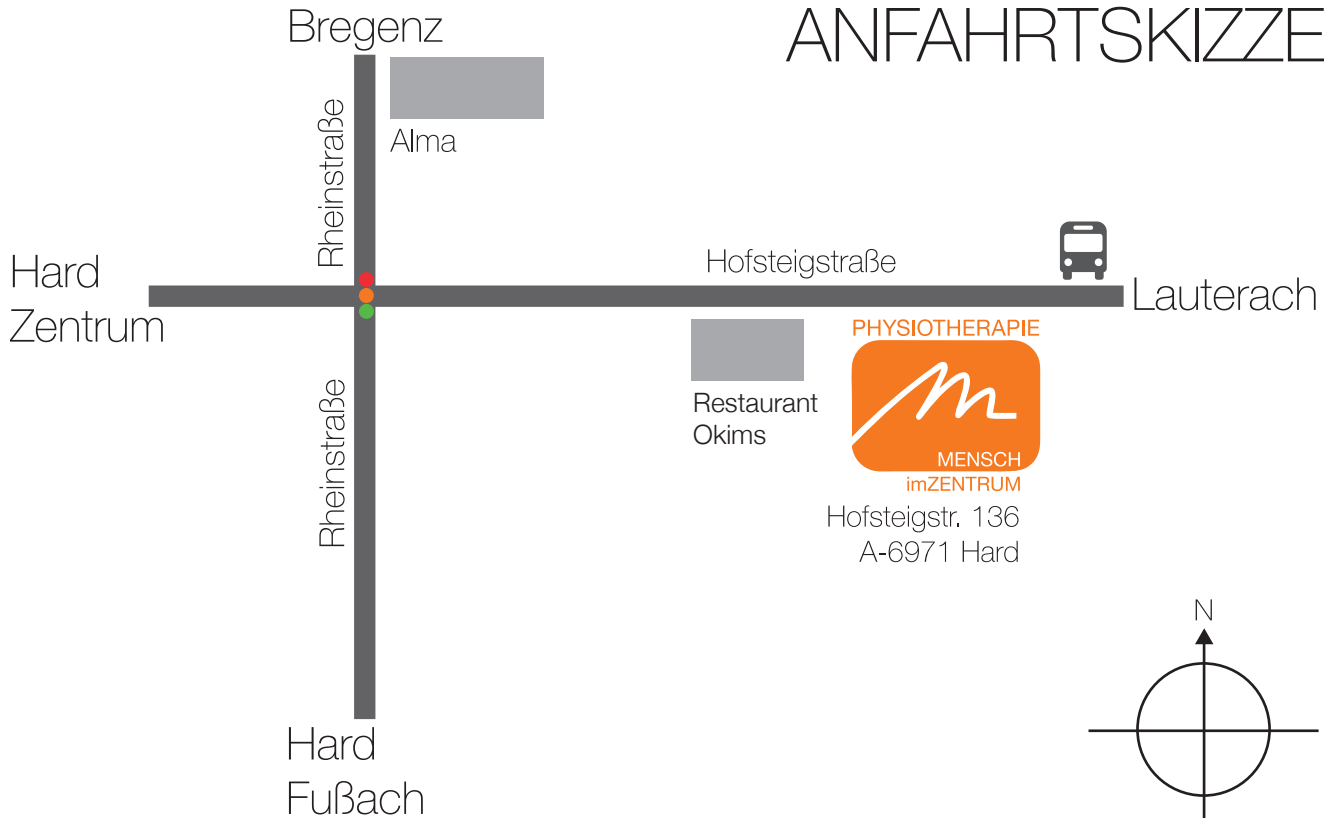 Bregenz
ANFAHRTSKIZZE
Rheinstraße
Alma
Hard
Zentrum
Hofsteigstraße
Lauterach
Rheinstraße
Restaurant
Okims
PHYSIOTHERAPIE
MENSCH
imZENTRUM
Hofsteigstr. 136
A-6971 Hard
N
Hard
Fußach